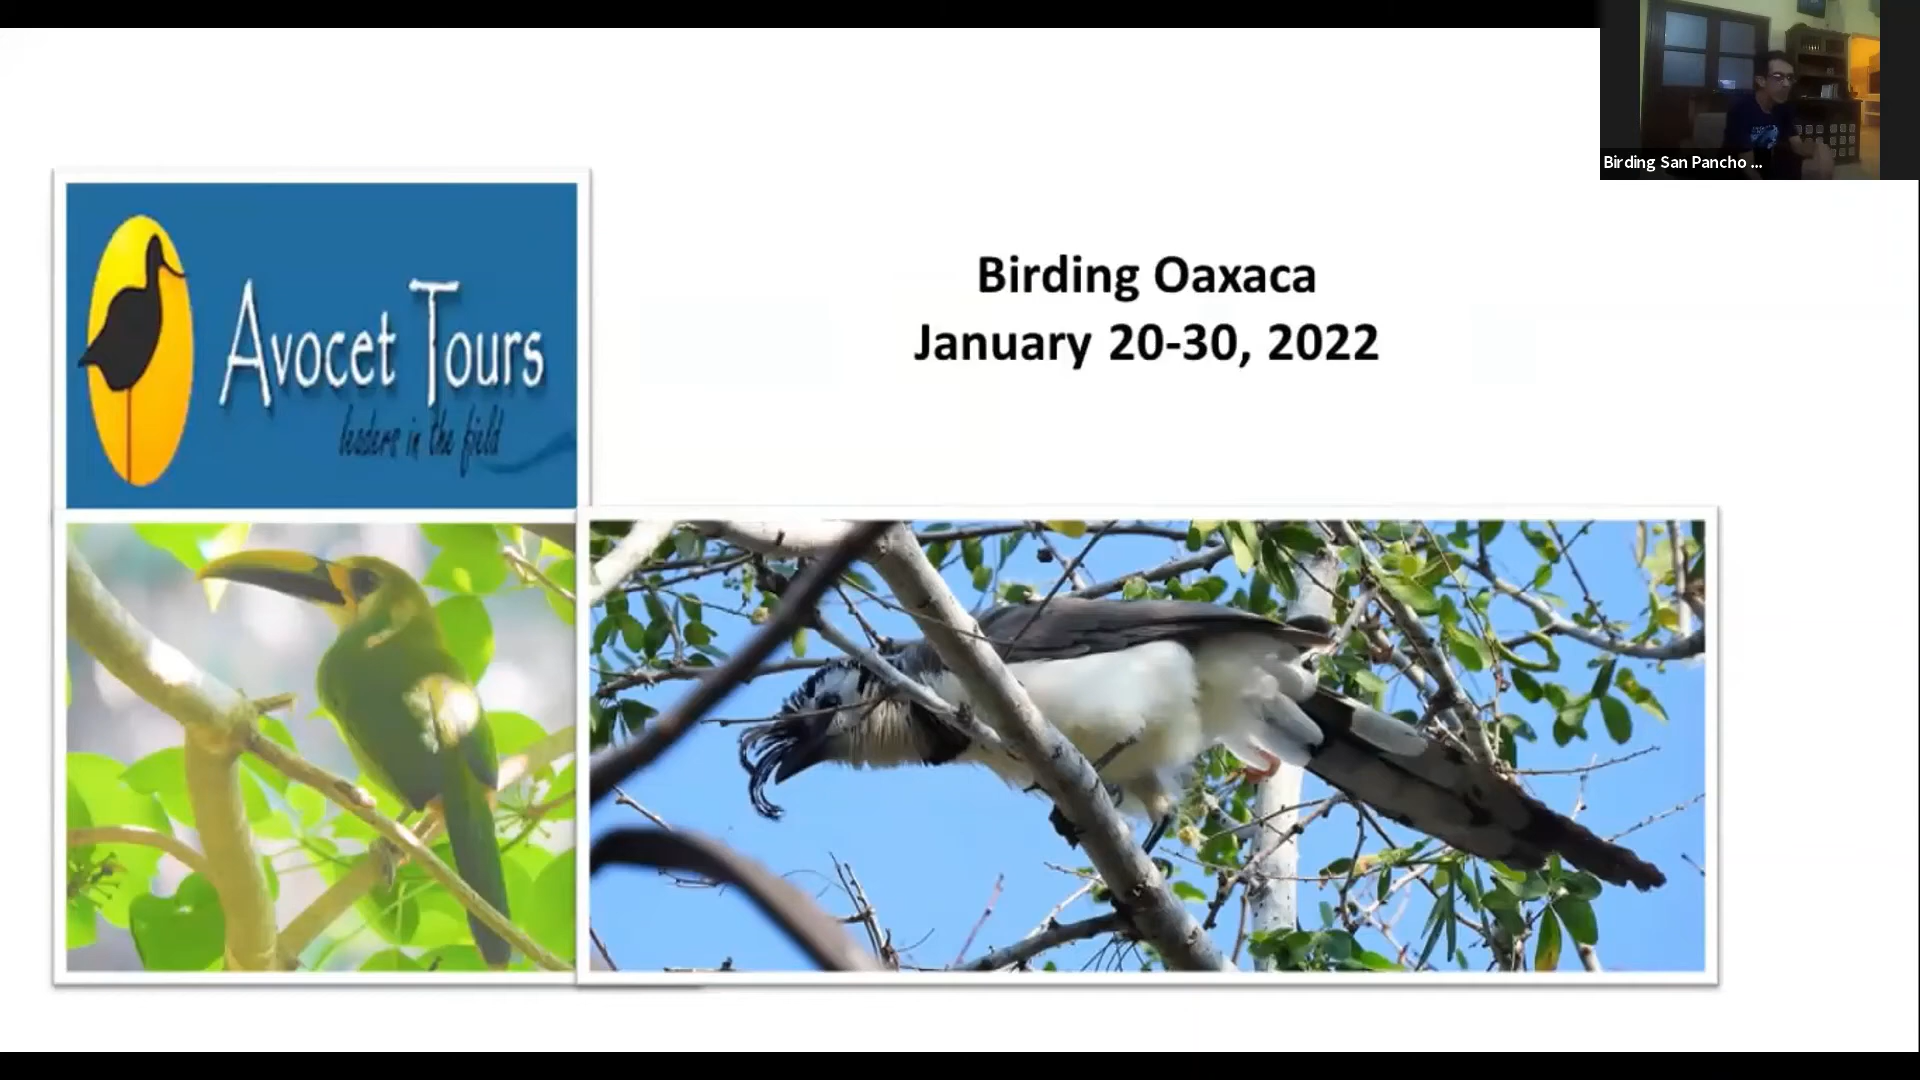 Birding San Pancho ...
Avocet Tours
leaders in the field
Birding Oaxaca
January 20-30, 2022